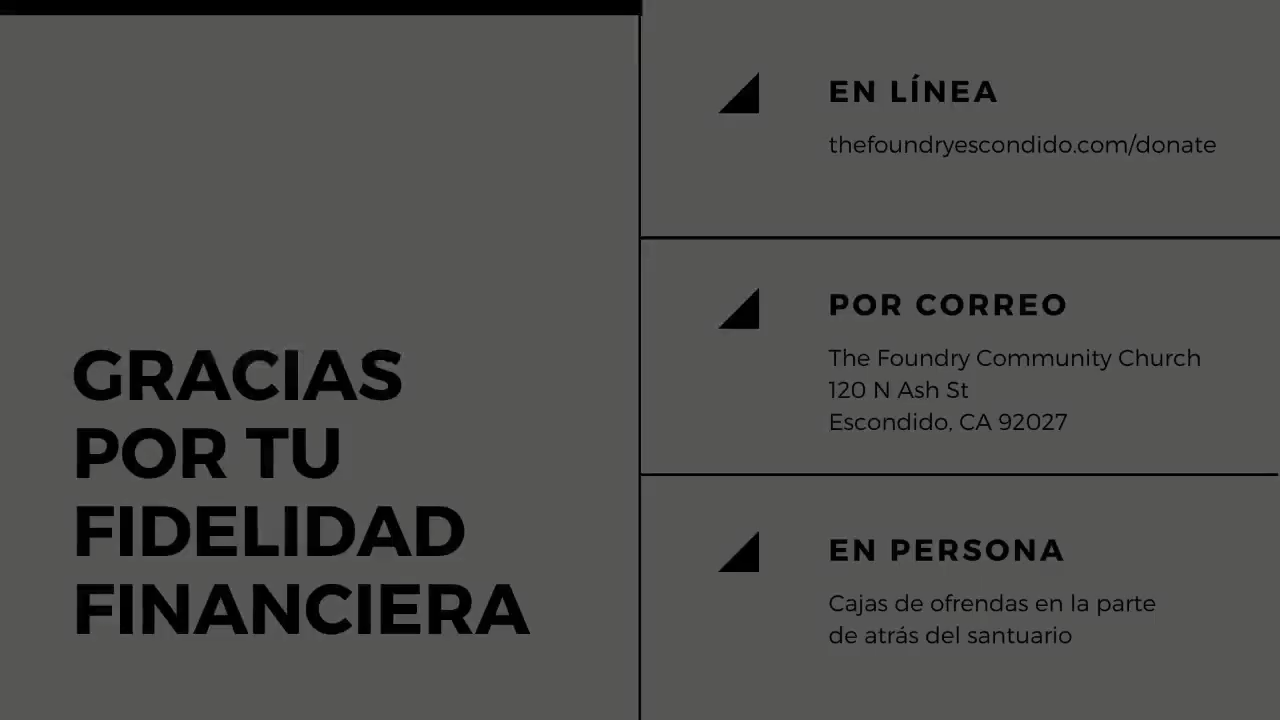 GRACIAS
POR TU
FIDELIDAD
FINANCIERA
EN LÍNEA
thefoundryescondido.com/donate
POR CORREO
The Foundry Community Church
120 N Ash St
Escondido, CA 92027
EN PERSONA
Cajas de ofrendas en la parte
de atrás del santuario